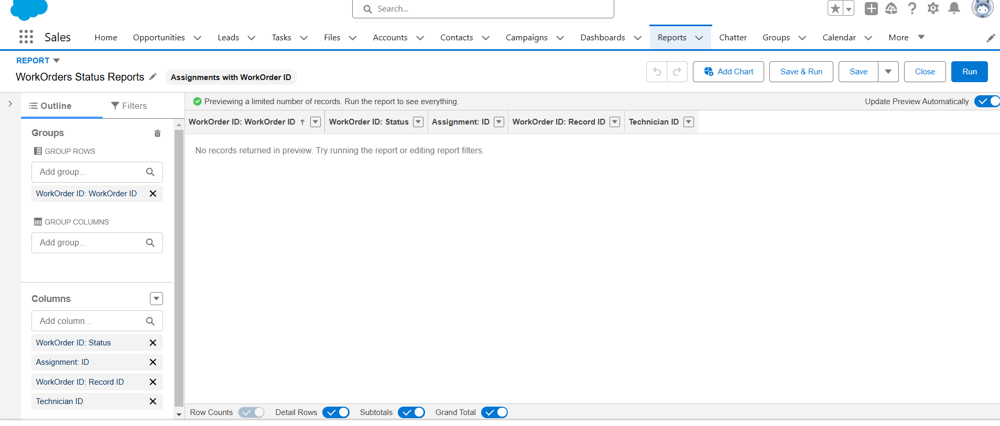 Search...
Sales
Home
Opportunities
Leads
Tasks
Files
Accounts
Contacts
Campaigns
Dashboards
Reports
Chatter
Groups
Calendar
More
REPORT
WorkOrders Status Reports
Assignments with WorkOrder ID
Add Chart
Save & Run
Save
Close
Run
Outline
Filters
Previewing a limited number of records. Run the report to see everything.
Update Preview Automatically
Groups
GROUP ROWS
Add group...
WorkOrder ID: WorkOrder ID
GROUP COLUMNS
Add group...
Columns
Add column...
WorkOrder ID: Status
Assignment: ID
WorkOrder ID: Record ID
Technician ID
WorkOrder ID: WorkOrder ID
WorkOrder ID: Status
Assignment: ID
WorkOrder ID: Record ID
Technician ID
No records returned in preview. Try running the report or editing report filters.
Row Counts
Detail Rows
Subtotals
Grand Total